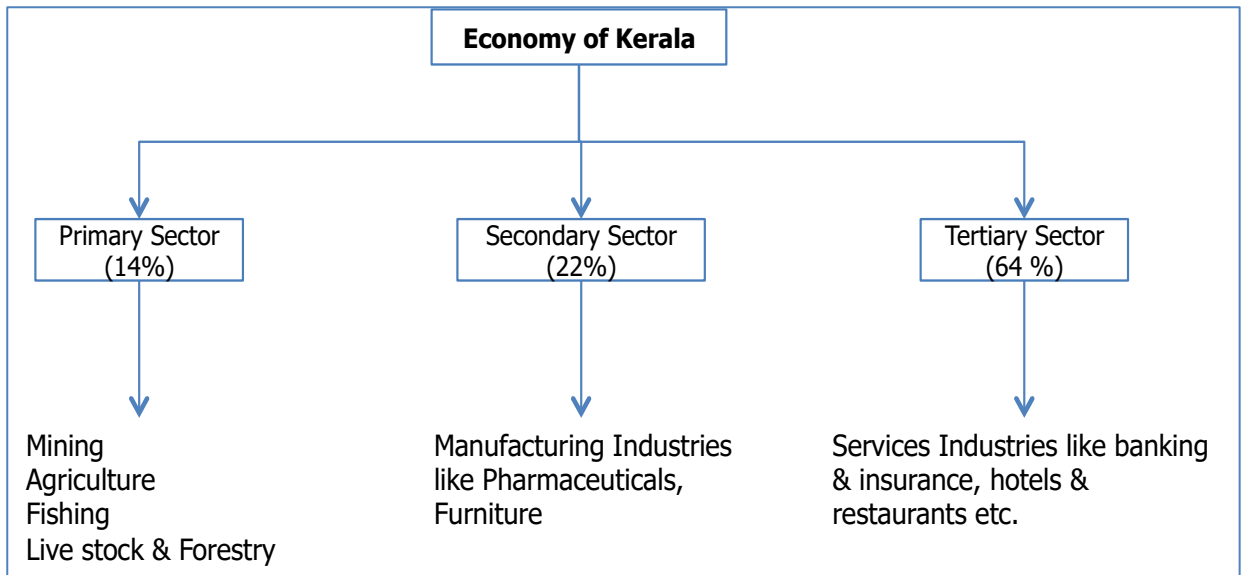 Economy of Kerala
Primary Sector
(14%)
Secondary Sector
(22%)
Tertiary Sector
(64 %)
Mining
Agriculture
Fishing
Live stock & Forestry
Manufacturing Industries
like Pharmaceuticals,
Furniture
Services Industries like banking
& insurance, hotels &
restaurants etc.